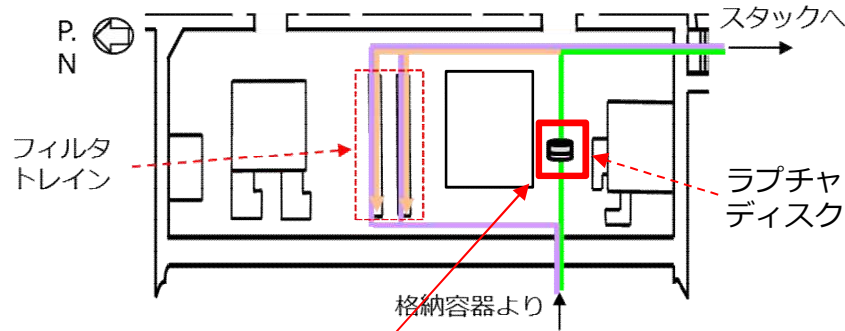 P.
N
スタックへ
フィルタ
トレイン
ラプチャ
ディスク
格納容器より